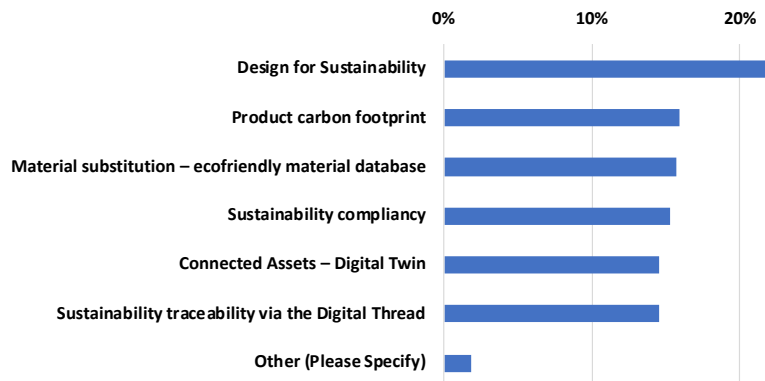 0% 10% 20%
Design for Sustainability
Product carbon footprint
Material substitution – ecofriendly material database
Sustainability compliancy
Connected Assets – Digital Twin
Sustainability traceability via the Digital Thread
Other (Please Specify)